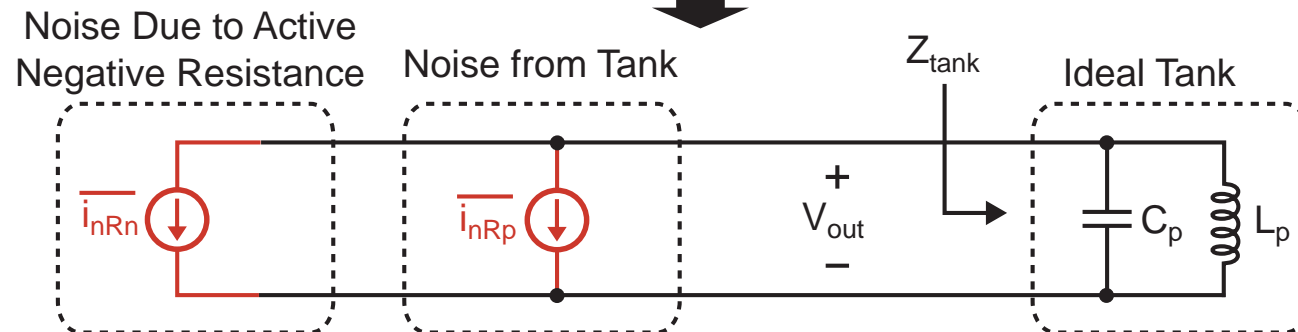 Noise Due to Active
Negative Resistance
Noise from Tank
Z_tank
Ideal Tank
i_nRn
i_nRp
+
V_out
–
C_p
L_p